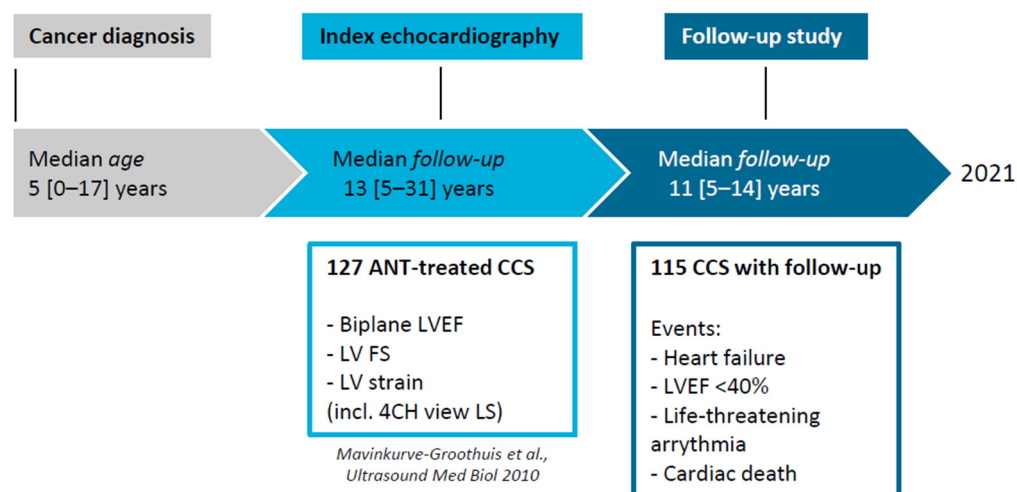 Cancer diagnosis
Index echocardiography
Follow-up study
Median age
5 [0–17] years
Median follow-up
13 [5–31] years
Median follow-up
11 [5–14] years
2021
127 ANT-treated CCS
- Biplane LVEF
- LV FS
- LV strain
(incl. 4CH view LS)
Mavinkurve-Groothuis et al.,
Ultrasound Med Biol 2010
115 CCS with follow-up
Events:
- Heart failure
- LVEF <40%
- Life-threatening
arrythmia
- Cardiac death